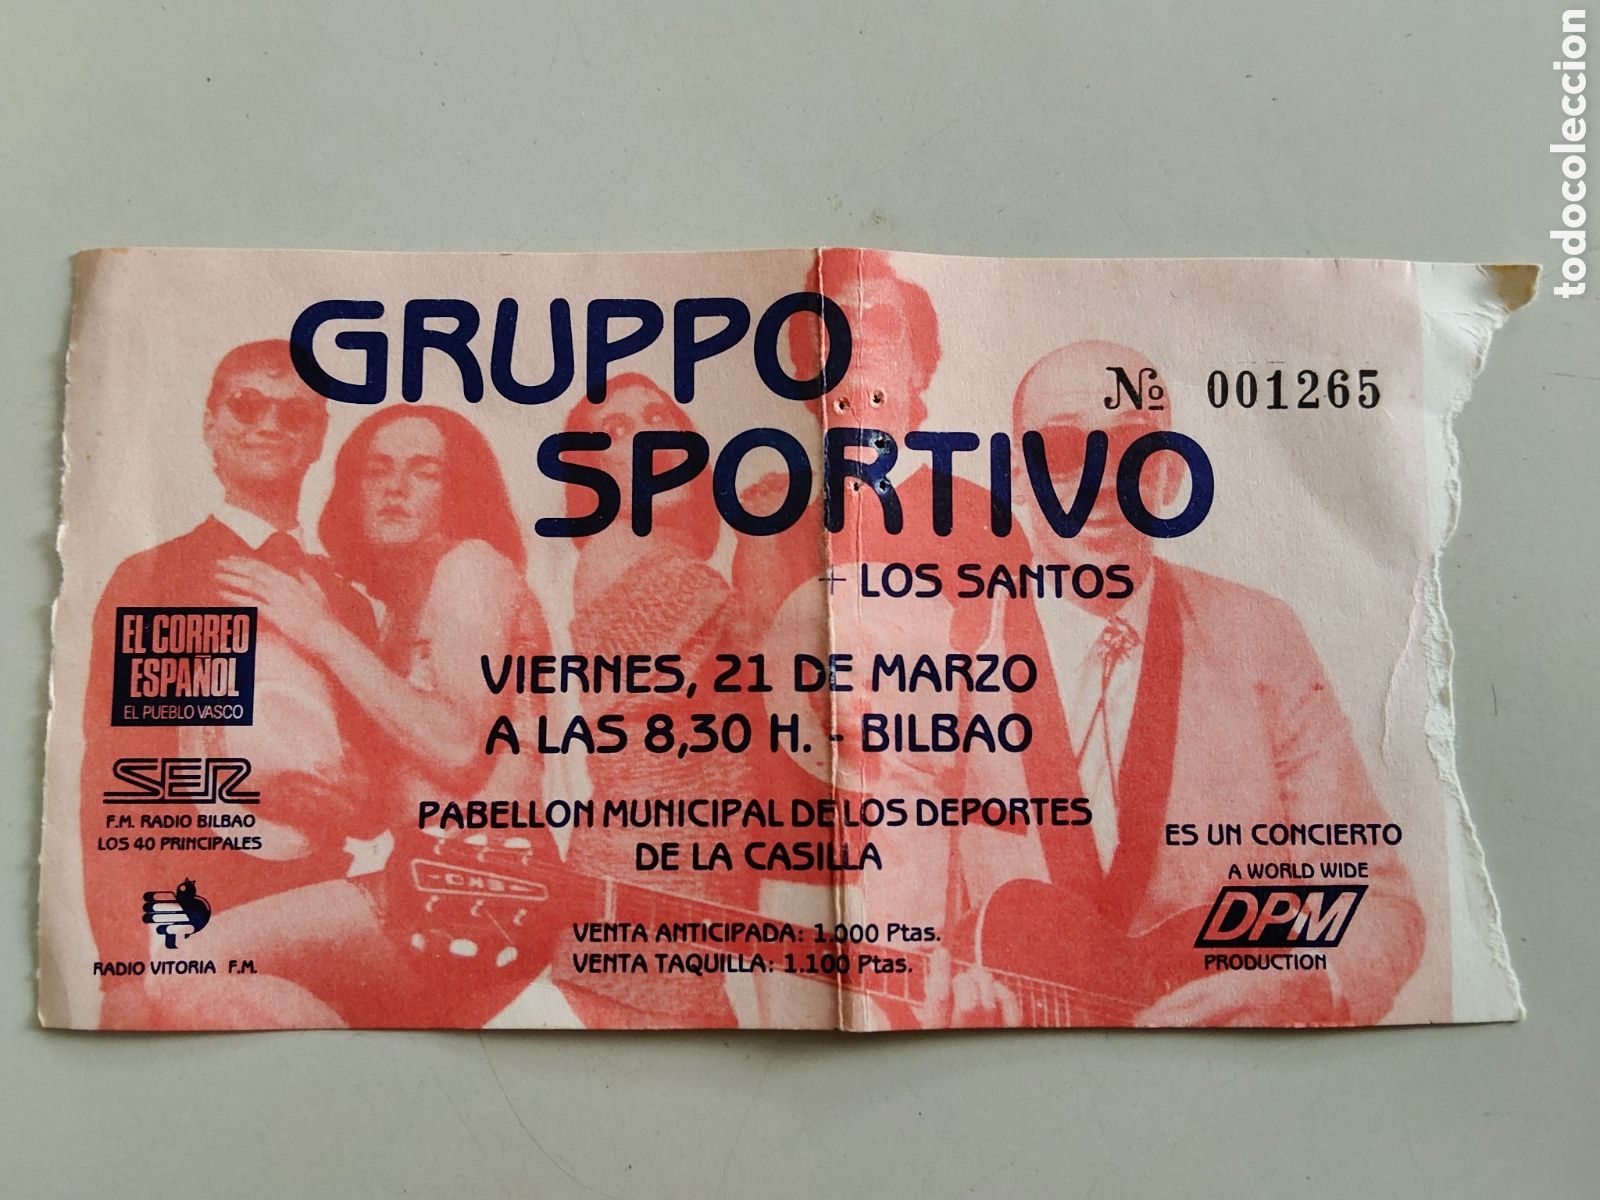 GRUPPO
SPORTIVO
Nº 001265
+ LOS SANTOS
VIERNES, 21 DE MARZO
A LAS 8,30 H. - BILBAO
PABELLON MUNICIPAL DE LOS DEPORTES
DE LA CASILLA
VENTA ANTICIPADA: 1.000 Ptas.
VENTA TAQUILLA: 1.100 Ptas.
EL CORREO
ESPAÑOL
EL PUEBLO VASCO
SER
F.M. RADIO BILBAO
LOS 40 PRINCIPALES
RADIO VITORIA F.M.
ES UN CONCIERTO
A WORLD WIDE
DPM
PRODUCTION
todocoleccion